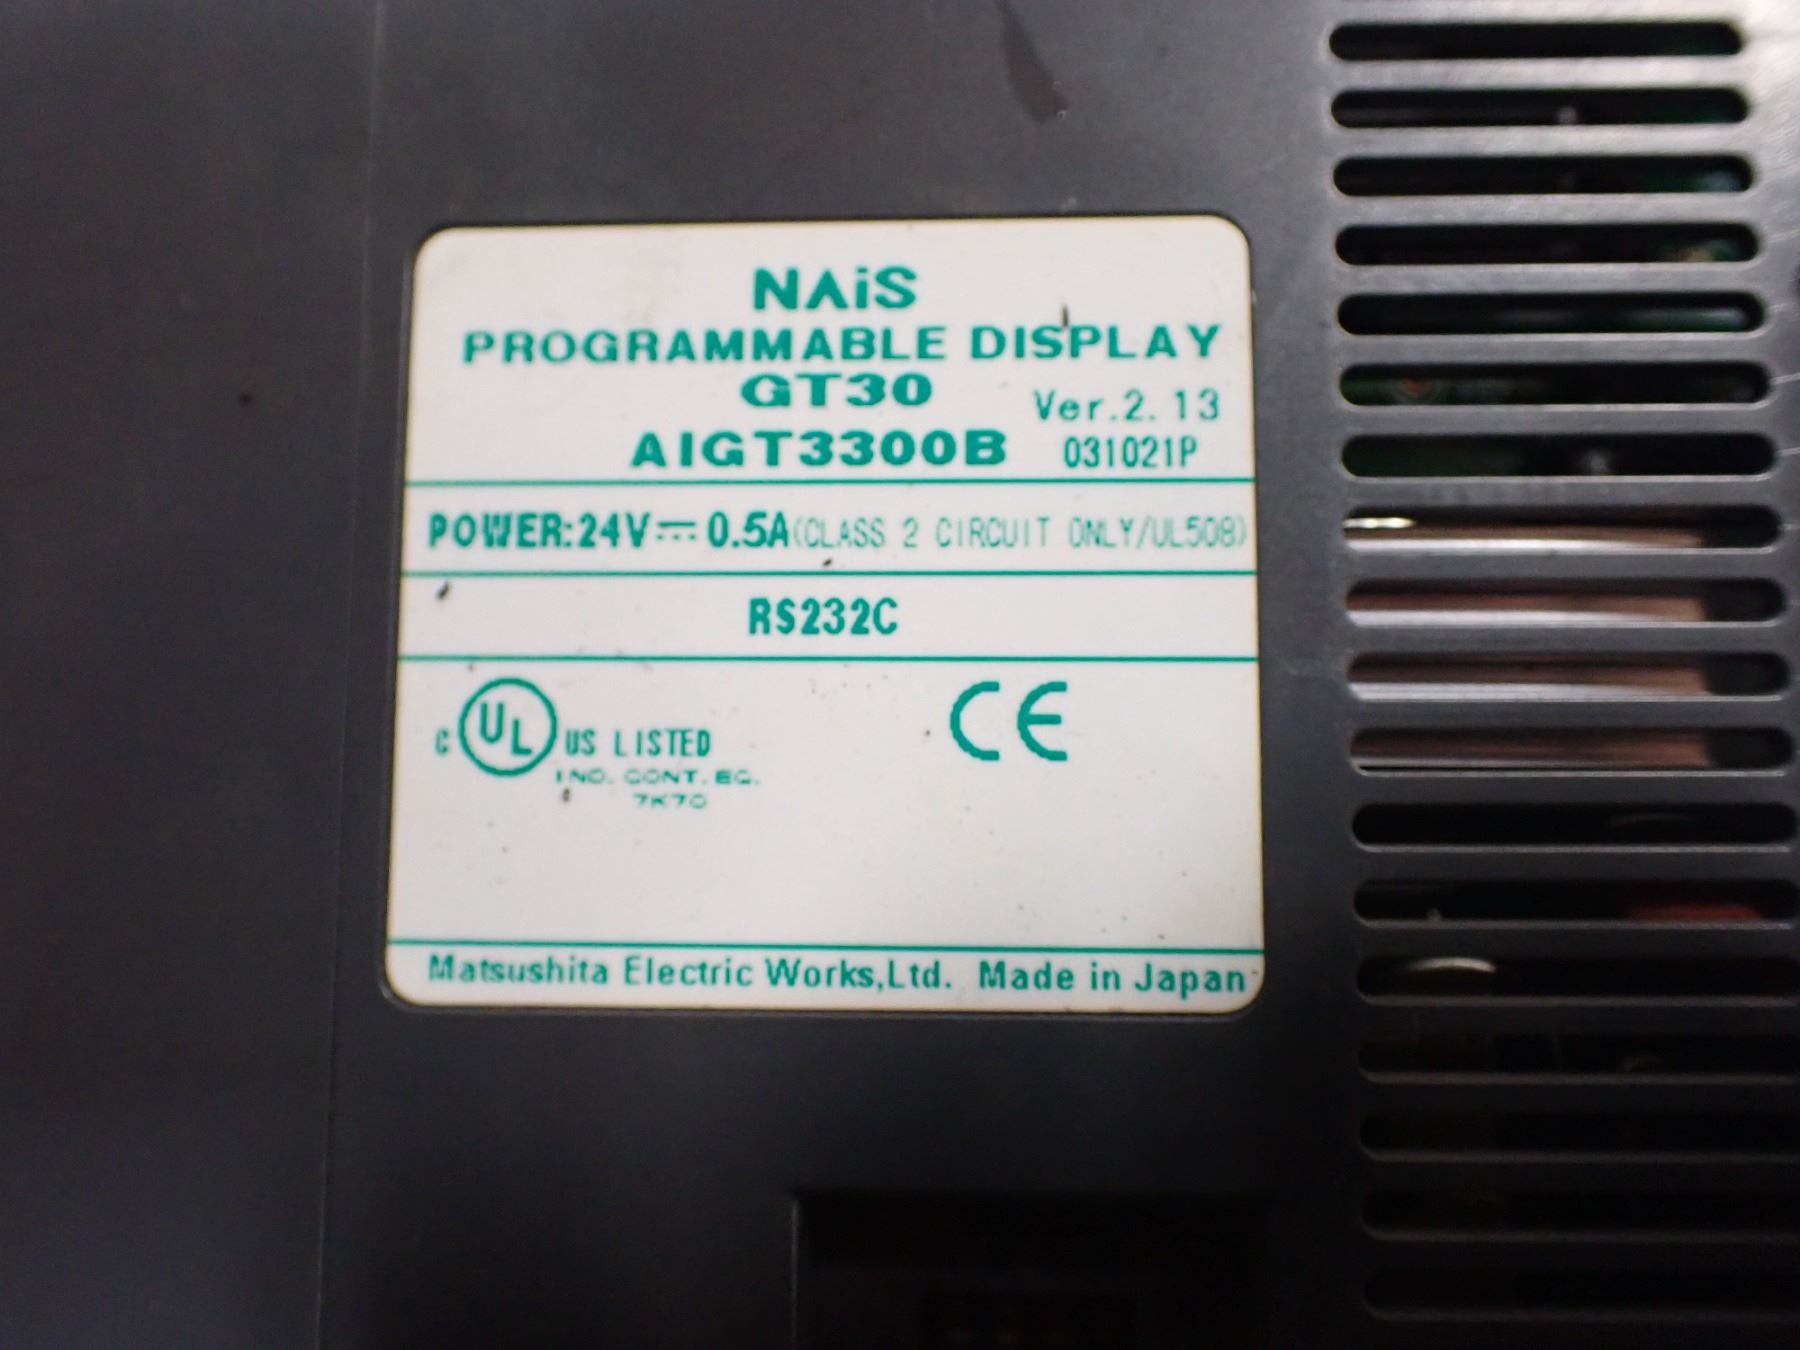 NAiS
PROGRAMMABLE DISPLAY
GT30 Ver.2.13
AIGT3300B 031021P
POWER:24V⎓0.5A(CLASS 2 CIRCUIT ONLY/UL508)
RS232C
C UL US LISTED CE
IND. CONT. EQ.
7K70
Matsushita Electric Works,Ltd. Made in Japan